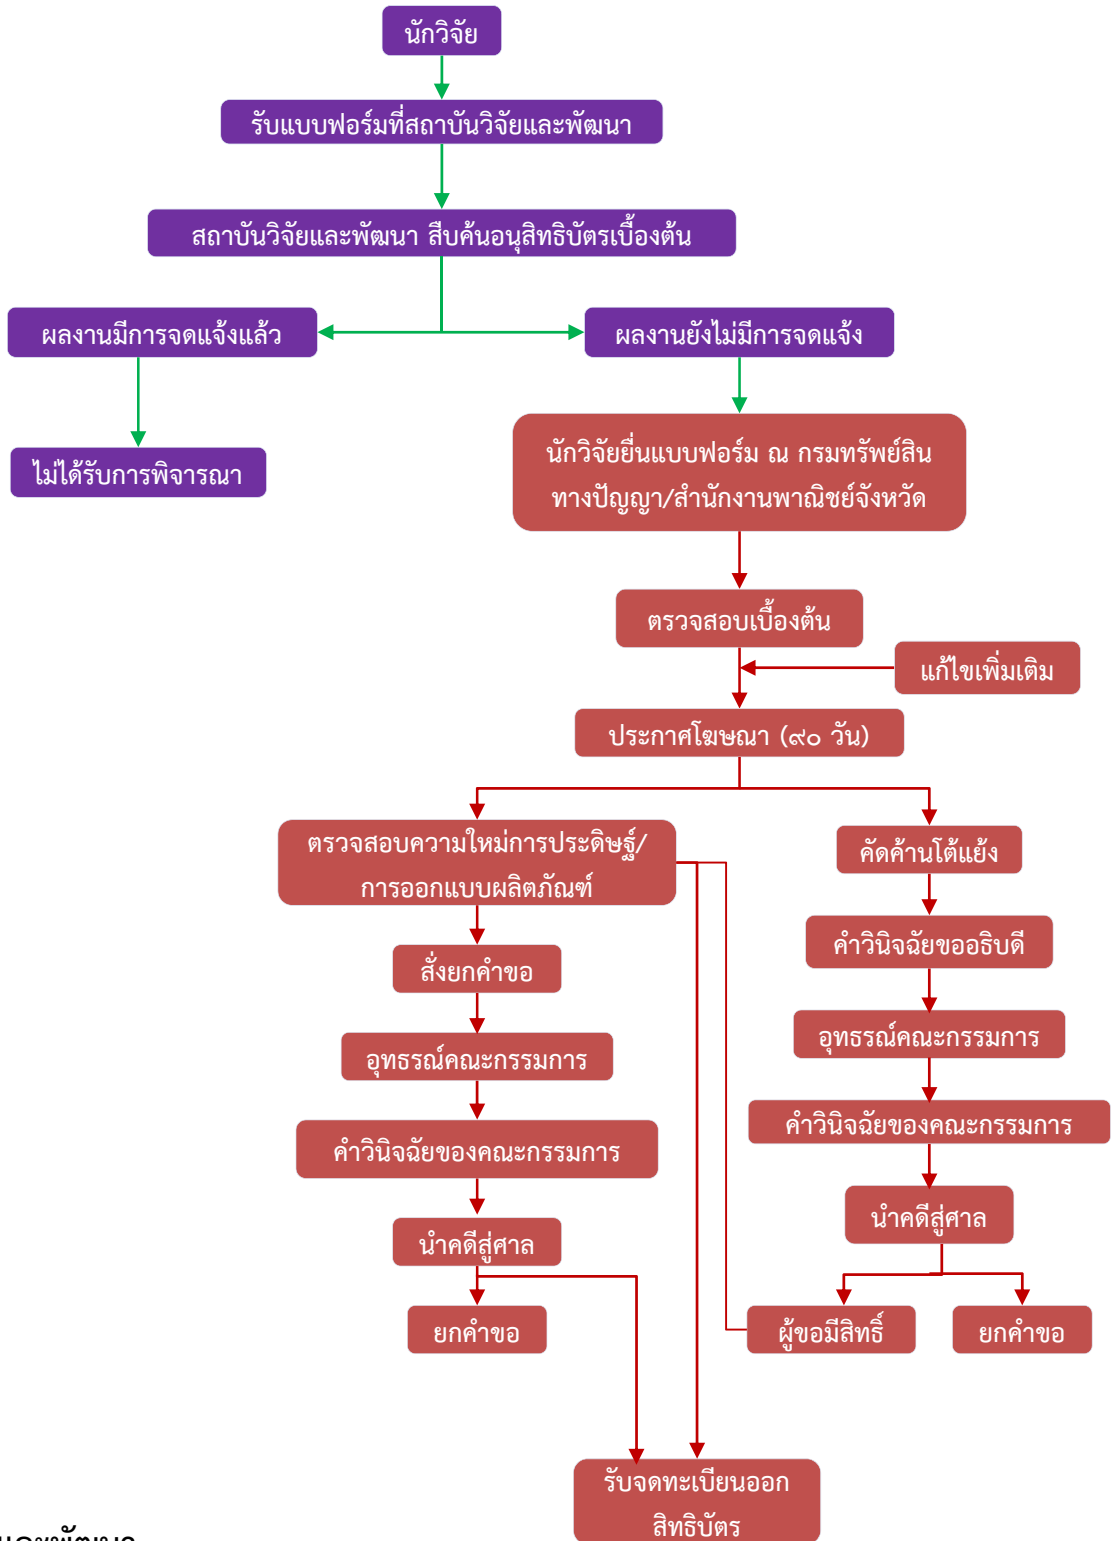 นักวิจัย
รับแบบฟอร์มที่สถาบันวิจัยและพัฒนา
สถาบันวิจัยและพัฒนา สืบค้นอนุสิทธิบัตรเบื้องต้น
ผลงานมีการจดแจ้งแล้ว
ผลงานยังไม่มีการจดแจ้ง
ไม่ได้รับการพิจารณา
นักวิจัยยื่นแบบฟอร์ม ณ กรมทรัพย์สิน
ทางปัญญา/สำนักงานพาณิชย์จังหวัด
ตรวจสอบเบื้องต้น
แก้ไขเพิ่มเติม
ประกาศโฆษณา (๙๐ วัน)
ตรวจสอบความใหม่การประดิษฐ์/
การออกแบบผลิตภัณฑ์
คัดค้านโต้แย้ง
สั่งยกคำขอ
คำวินิจฉัยขออธิบดี
อุทธรณ์คณะกรรมการ
อุทธรณ์คณะกรรมการ
คำวินิจฉัยของคณะกรรมการ
คำวินิจฉัยของคณะกรรมการ
นำคดีสู่ศาล
นำคดีสู่ศาล
ยกคำขอ
ผู้ขอมีสิทธิ์
ยกคำขอ
รับจดทะเบียนออก
สิทธิบัตร